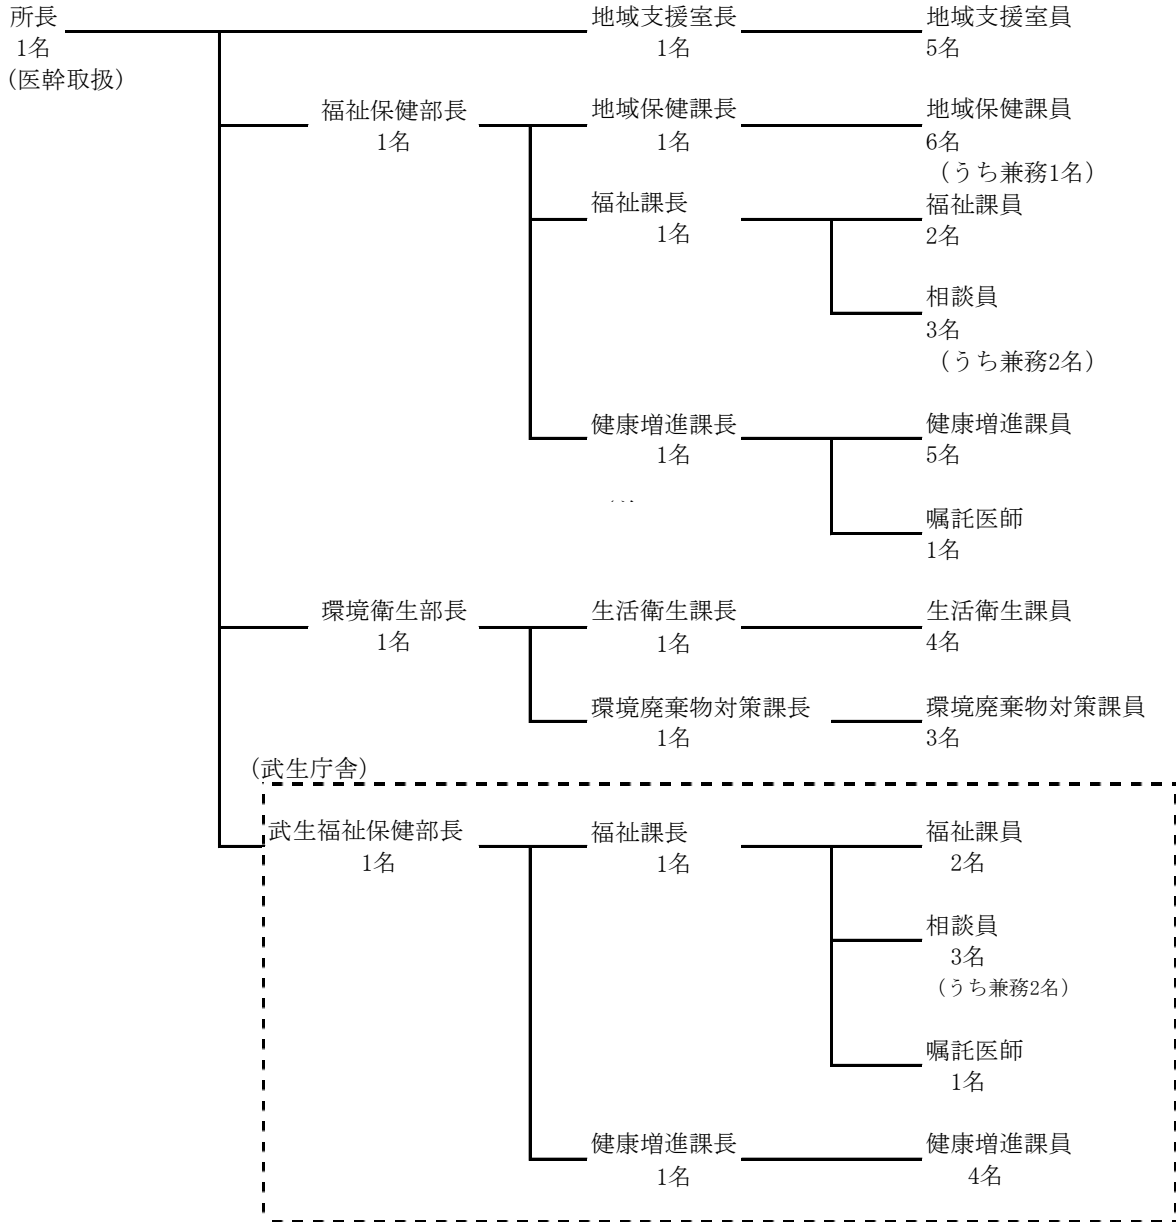 所長
1名
(医幹取扱)
地域支援室長
1名
地域支援室員
5名
福祉保健部長
1名
地域保健課長
1名
地域保健課員
6名
(うち兼務1名)
福祉課長
1名
福祉課員
2名
相談員
3名
(うち兼務2名)
健康増進課長
1名
健康増進課員
5名
嘱託医師
1名
環境衛生部長
1名
生活衛生課長
1名
生活衛生課員
4名
環境廃棄物対策課長
1名
環境廃棄物対策課員
3名
(武生庁舎)
武生福祉保健部長
1名
福祉課長
1名
福祉課員
2名
相談員
3名
(うち兼務2名)
嘱託医師
1名
健康増進課長
1名
健康増進課員
4名